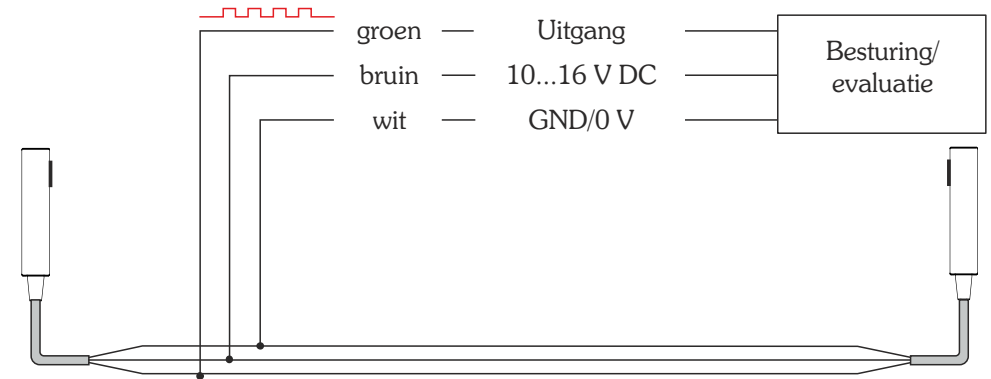 groen — Uitgang
bruin — 10...16 V DC
wit — GND/0 V
Besturing/
evaluatie